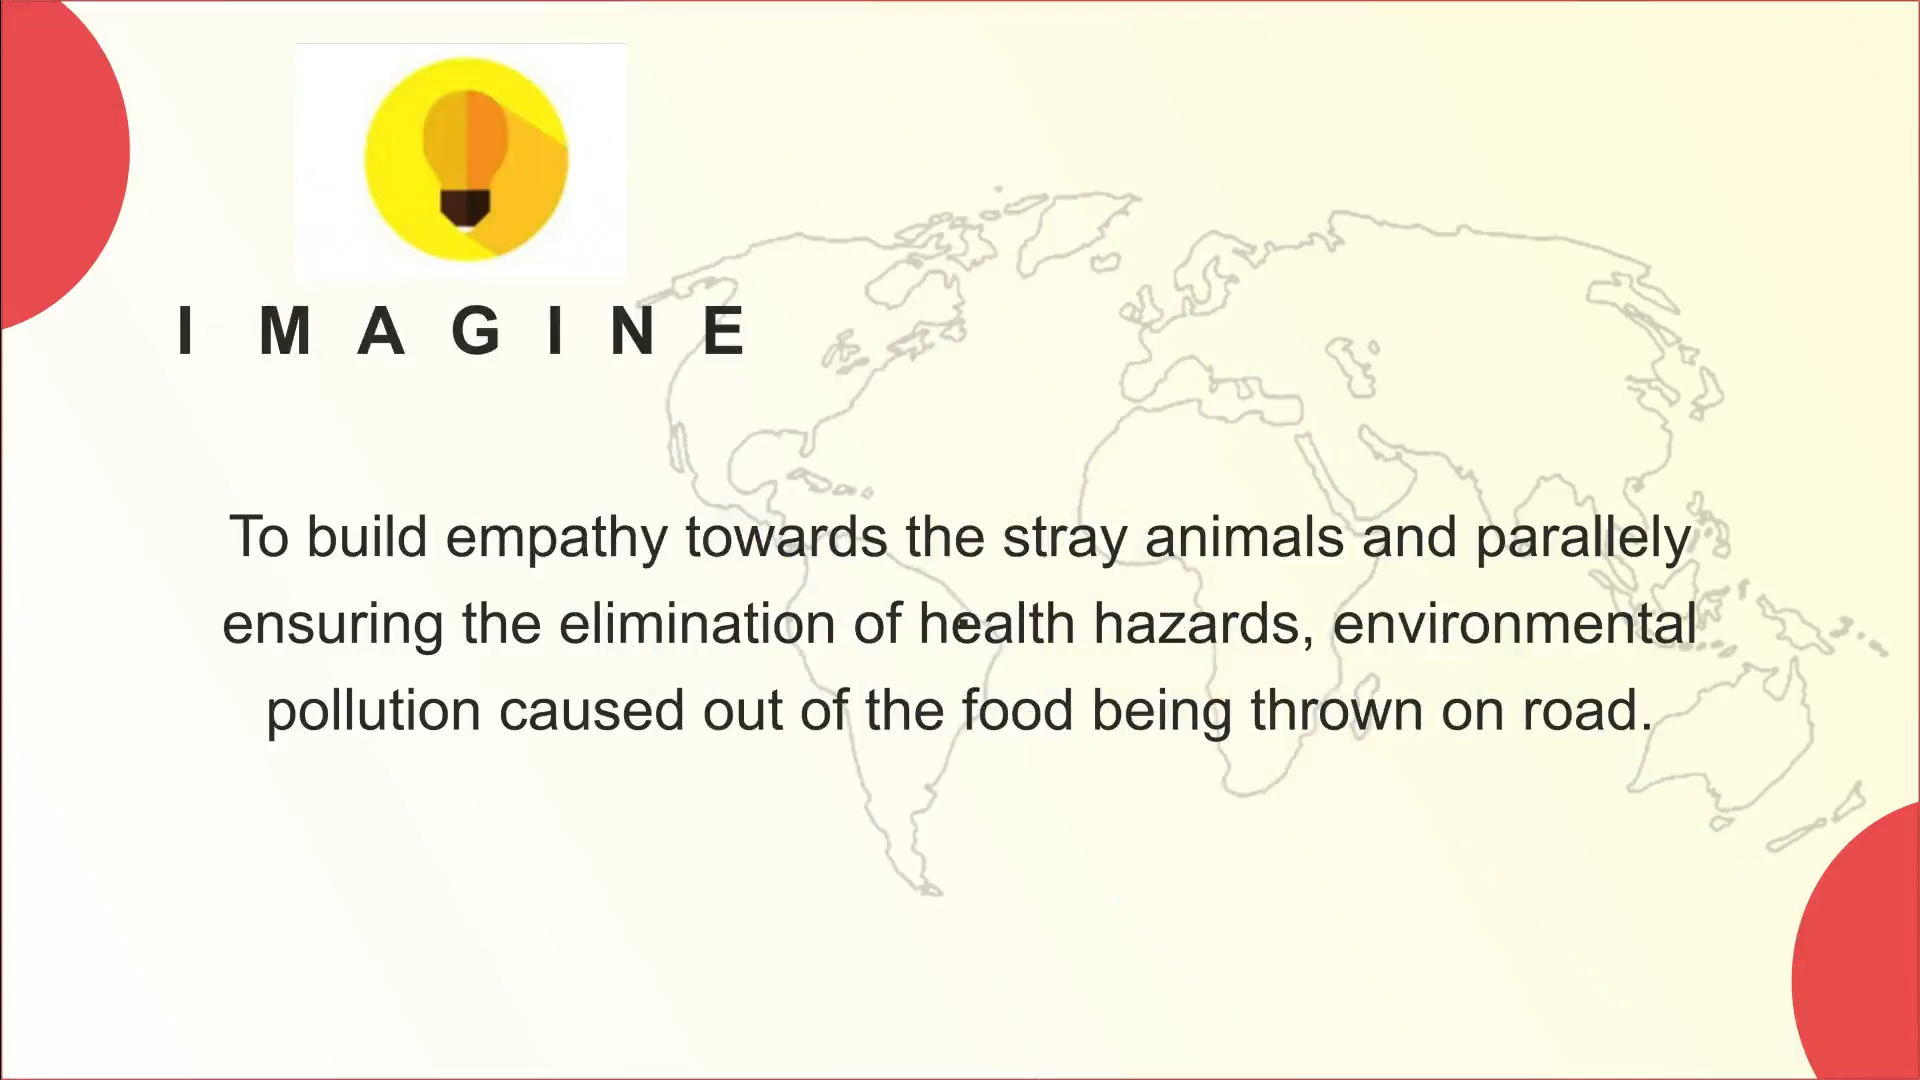 I M A G I N E
To build empathy towards the stray animals and parallely
ensuring the elimination of health hazards, environmental
pollution caused out of the food being thrown on road.